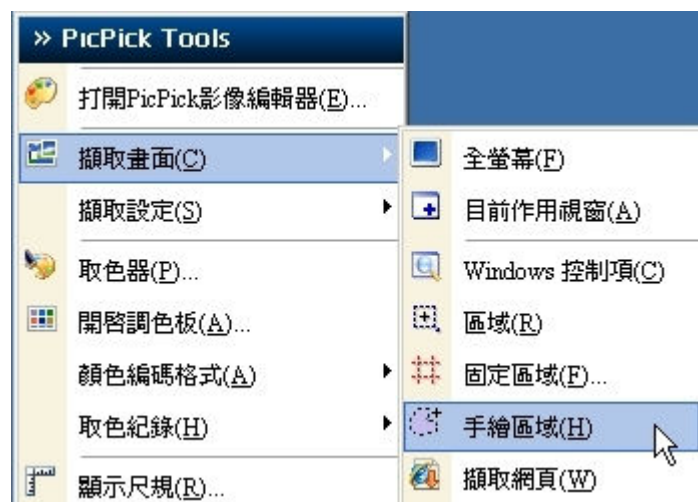 » PicPick Tools
打開PicPick影像編輯器(E)...
擷取畫面(C)
擷取設定(S)
取色器(P)...
開啓調色板(A)...
顏色編碼格式(A)
取色紀錄(H)
顯示尺規(R)...
全螢幕(F)
目前作用視窗(A)
Windows 控制項(C)
區域(R)
固定區域(F)...
手繪區域(H)
擷取網頁(W)